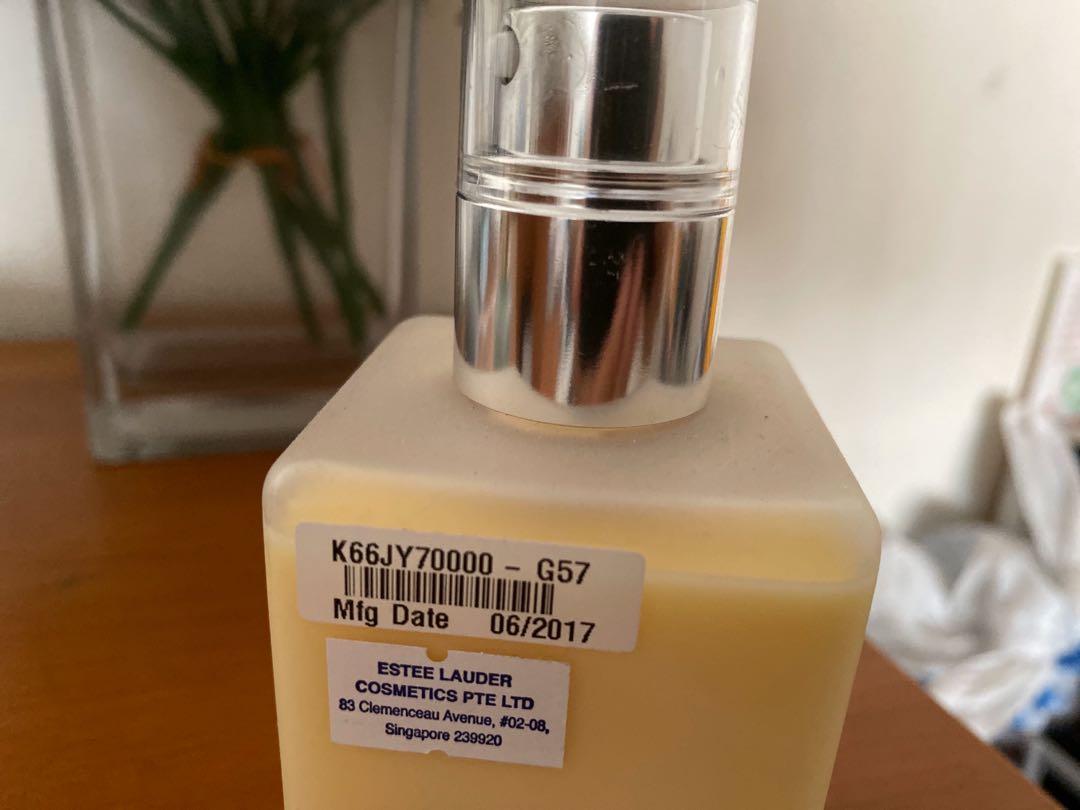 K66JY70000 - G57
Mfg Date 06/2017
ESTEE LAUDER
COSMETICS PTE LTD
83 Clemenceau Avenue, #02-08,
Singapore 239920